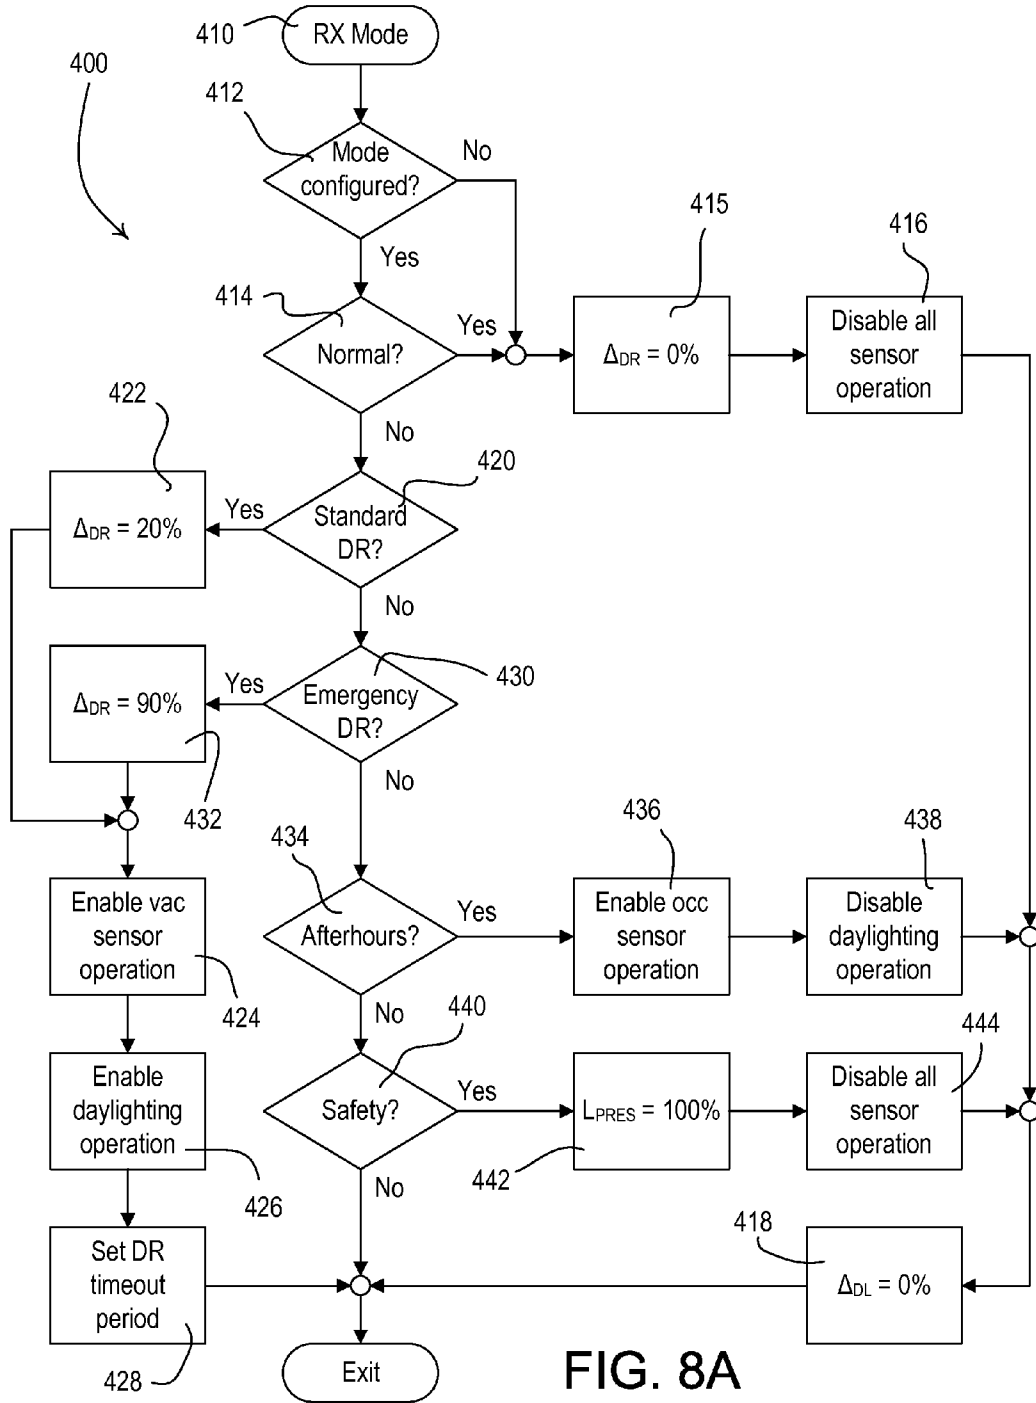 410
RX Mode
400
412
Mode
configured?
No
Yes
415
416
414
Normal?
Yes
ΔDR = 0%
Disable all
sensor
operation
No
422
420
ΔDR = 20%
Yes
Standard
DR?
No
430
ΔDR = 90%
Yes
Emergency
DR?
No
432
434
436
438
Enable vac
sensor
operation
Afterhours?
Yes
Enable occ
sensor
operation
Disable
daylighting
operation
424
No
440
444
Enable
daylighting
operation
Safety?
Yes
LPRES = 100%
Disable all
sensor
operation
442
426
No
418
Set DR
timeout
period
ΔDL = 0%
428
Exit
FIG. 8A